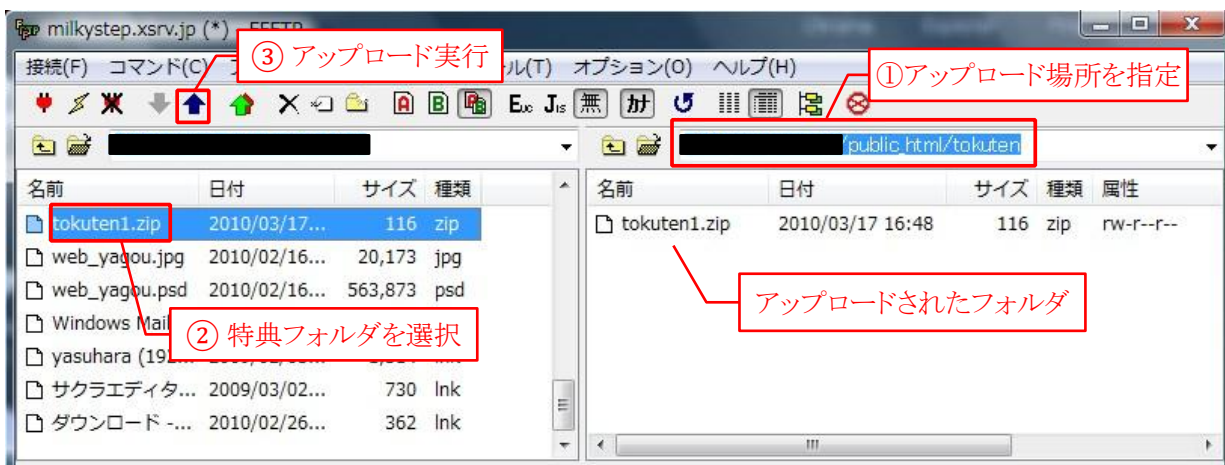 milkystep.xsrv.jp (*)
③ アップロード実行
接続(F) コマンド(C) ル(T) オプション(O) ヘルプ(H)
①アップロード場所を指定
A B Euc JIS 無 カナ
/public_html/tokuten
名前 日付 サイズ 種類
名前 日付 サイズ 種類 属性
tokuten1.zip 2010/03/17... 116 zip
tokuten1.zip 2010/03/17 16:48 116 zip rw-r--r--
web_yagou.jpg 2010/02/16... 20,173 jpg
web_yagou.psd 2010/02/16... 563,873 psd
アップロードされたフォルダ
Windows Mail
② 特典フォルダを選択
yasuhara (192...
サクラエディタ... 2009/03/02... 730 lnk
ダウンロード -... 2010/02/26... 362 lnk